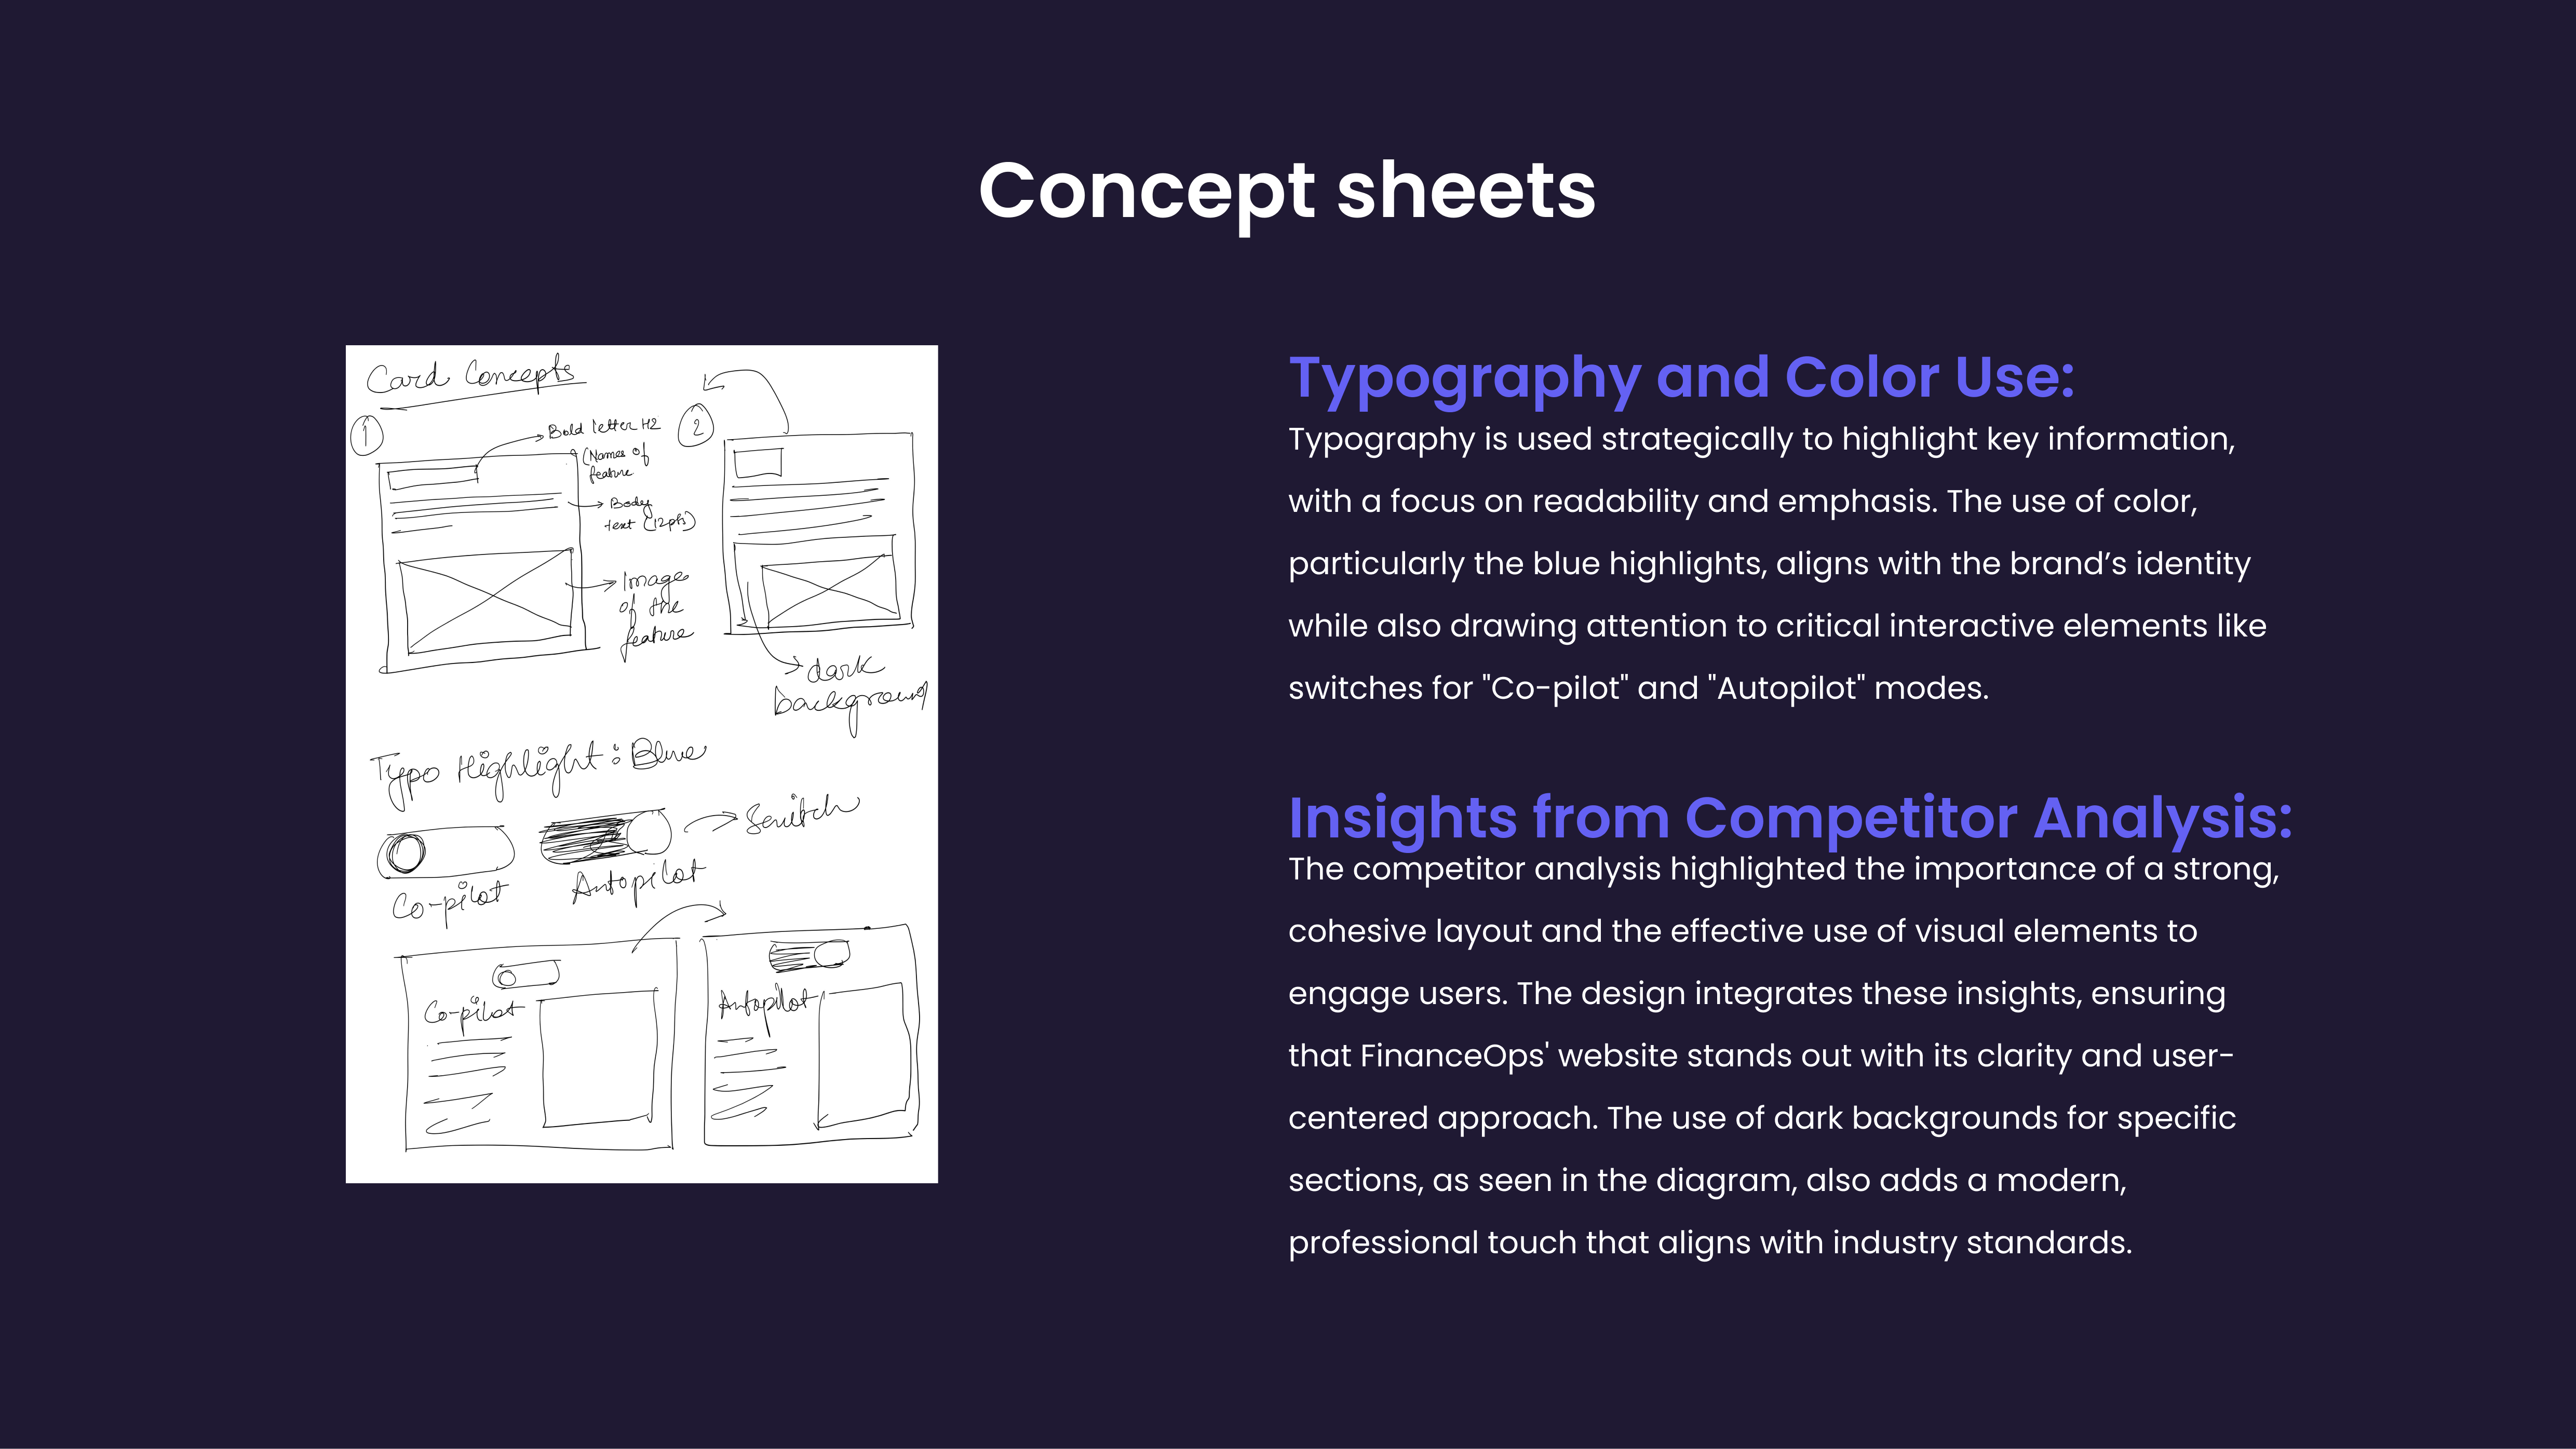 Concept sheets
Card Concepts
1
Bold letter H2
(Names of
feature
Body
text (12pts)
Image
of the
feature
2
dark
background
Typo Highlight : Blue
Switch
Co-pilot
Autopilot
Co-pilot
Autopilot
Typography and Color Use:
Typography is used strategically to highlight key information,
with a focus on readability and emphasis. The use of color,
particularly the blue highlights, aligns with the brand’s identity
while also drawing attention to critical interactive elements like
switches for "Co-pilot" and "Autopilot" modes.
Insights from Competitor Analysis:
The competitor analysis highlighted the importance of a strong,
cohesive layout and the effective use of visual elements to
engage users. The design integrates these insights, ensuring
that FinanceOps' website stands out with its clarity and user-
centered approach. The use of dark backgrounds for specific
sections, as seen in the diagram, also adds a modern,
professional touch that aligns with industry standards.